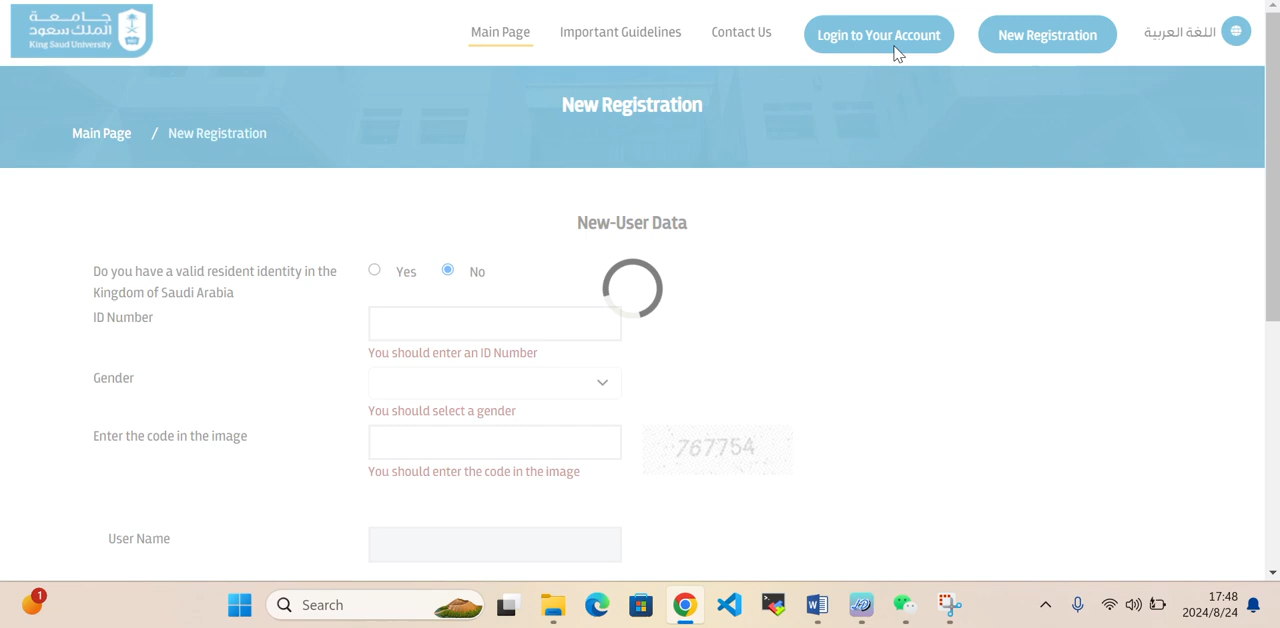 جامعة
الملك سعود
King Saud University
Main Page
Important Guidelines
Contact Us
Login to Your Account
New Registration
اللغة العربية
New Registration
Main Page / New Registration
New-User Data
Do you have a valid resident identity in the
Kingdom of Saudi Arabia
Yes
No
ID Number
You should enter an ID Number
Gender
You should select a gender
Enter the code in the image
767754
You should enter the code in the image
User Name
1
Search
17:48
2024/8/24